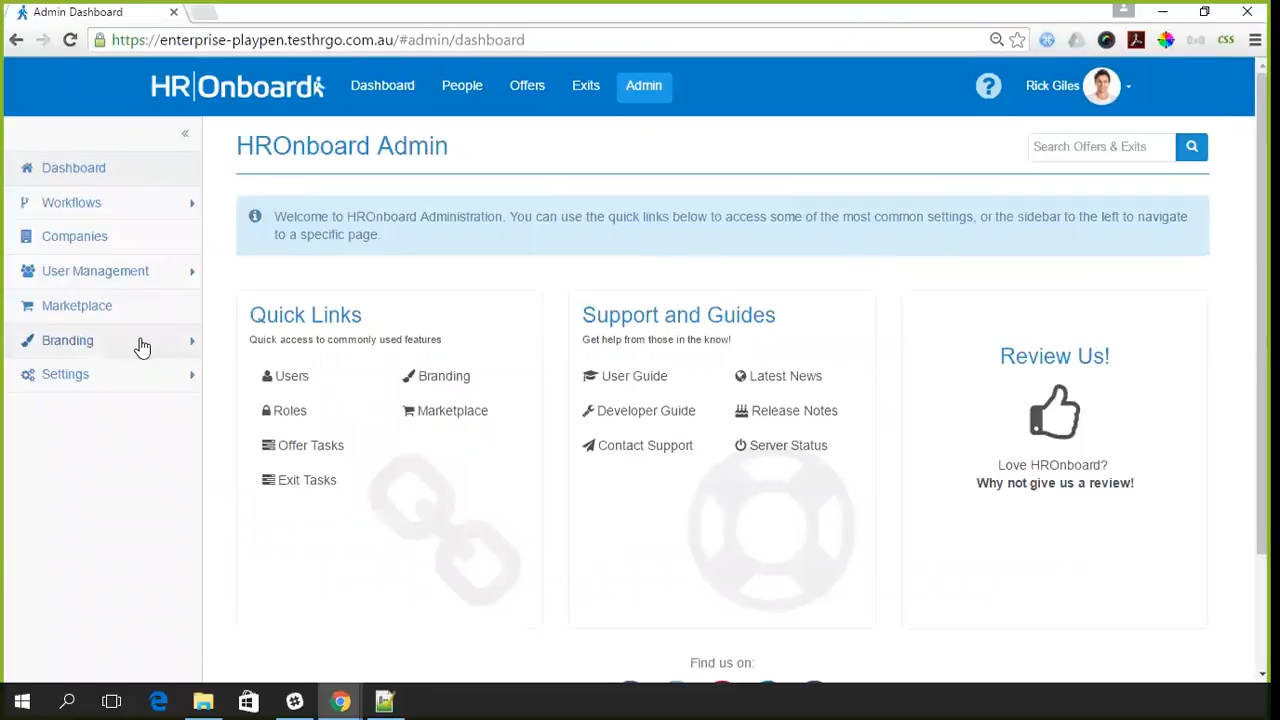 Admin Dashboard
https://enterprise-playpen.testhrgo.com.au/#admin/dashboard
CSS
HR|Onboard
Dashboard
People
Offers
Exits
Admin
?
Rick Giles
«
Dashboard
Workflows
Companies
User Management
Marketplace
Branding
Settings
HROnboard Admin
Search Offers & Exits
Welcome to HROnboard Administration. You can use the quick links below to access some of the most common settings, or the sidebar to the left to navigate
to a specific page.
Quick Links
Quick access to commonly used features
Users
Branding
Roles
Marketplace
Offer Tasks
Exit Tasks
Support and Guides
Get help from those in the know!
User Guide
Latest News
Developer Guide
Release Notes
Contact Support
Server Status
Review Us!
Love HROnboard?
Why not give us a review!
Find us on: